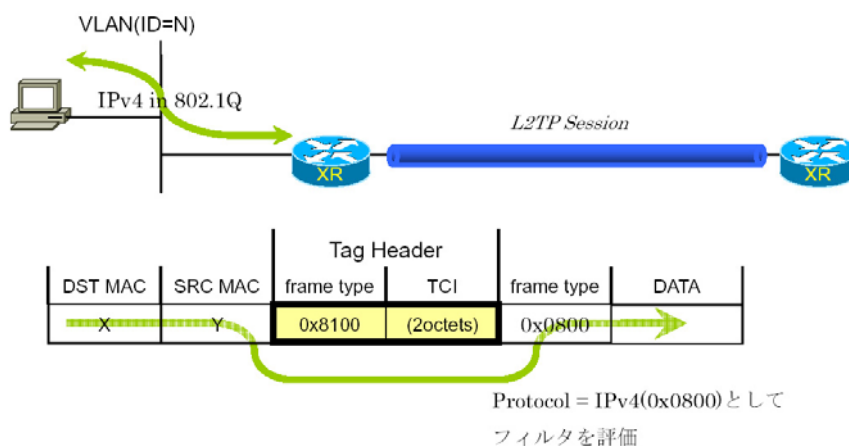 VLAN(ID=N)
IPv4 in 802.1Q
L2TP Session
XR
XR
Tag Header
DST MAC SRC MAC frame type TCI frame type DATA
X Y 0x8100 (2octets) 0x0800
Protocol = IPv4(0x0800)として
フィルタを評価